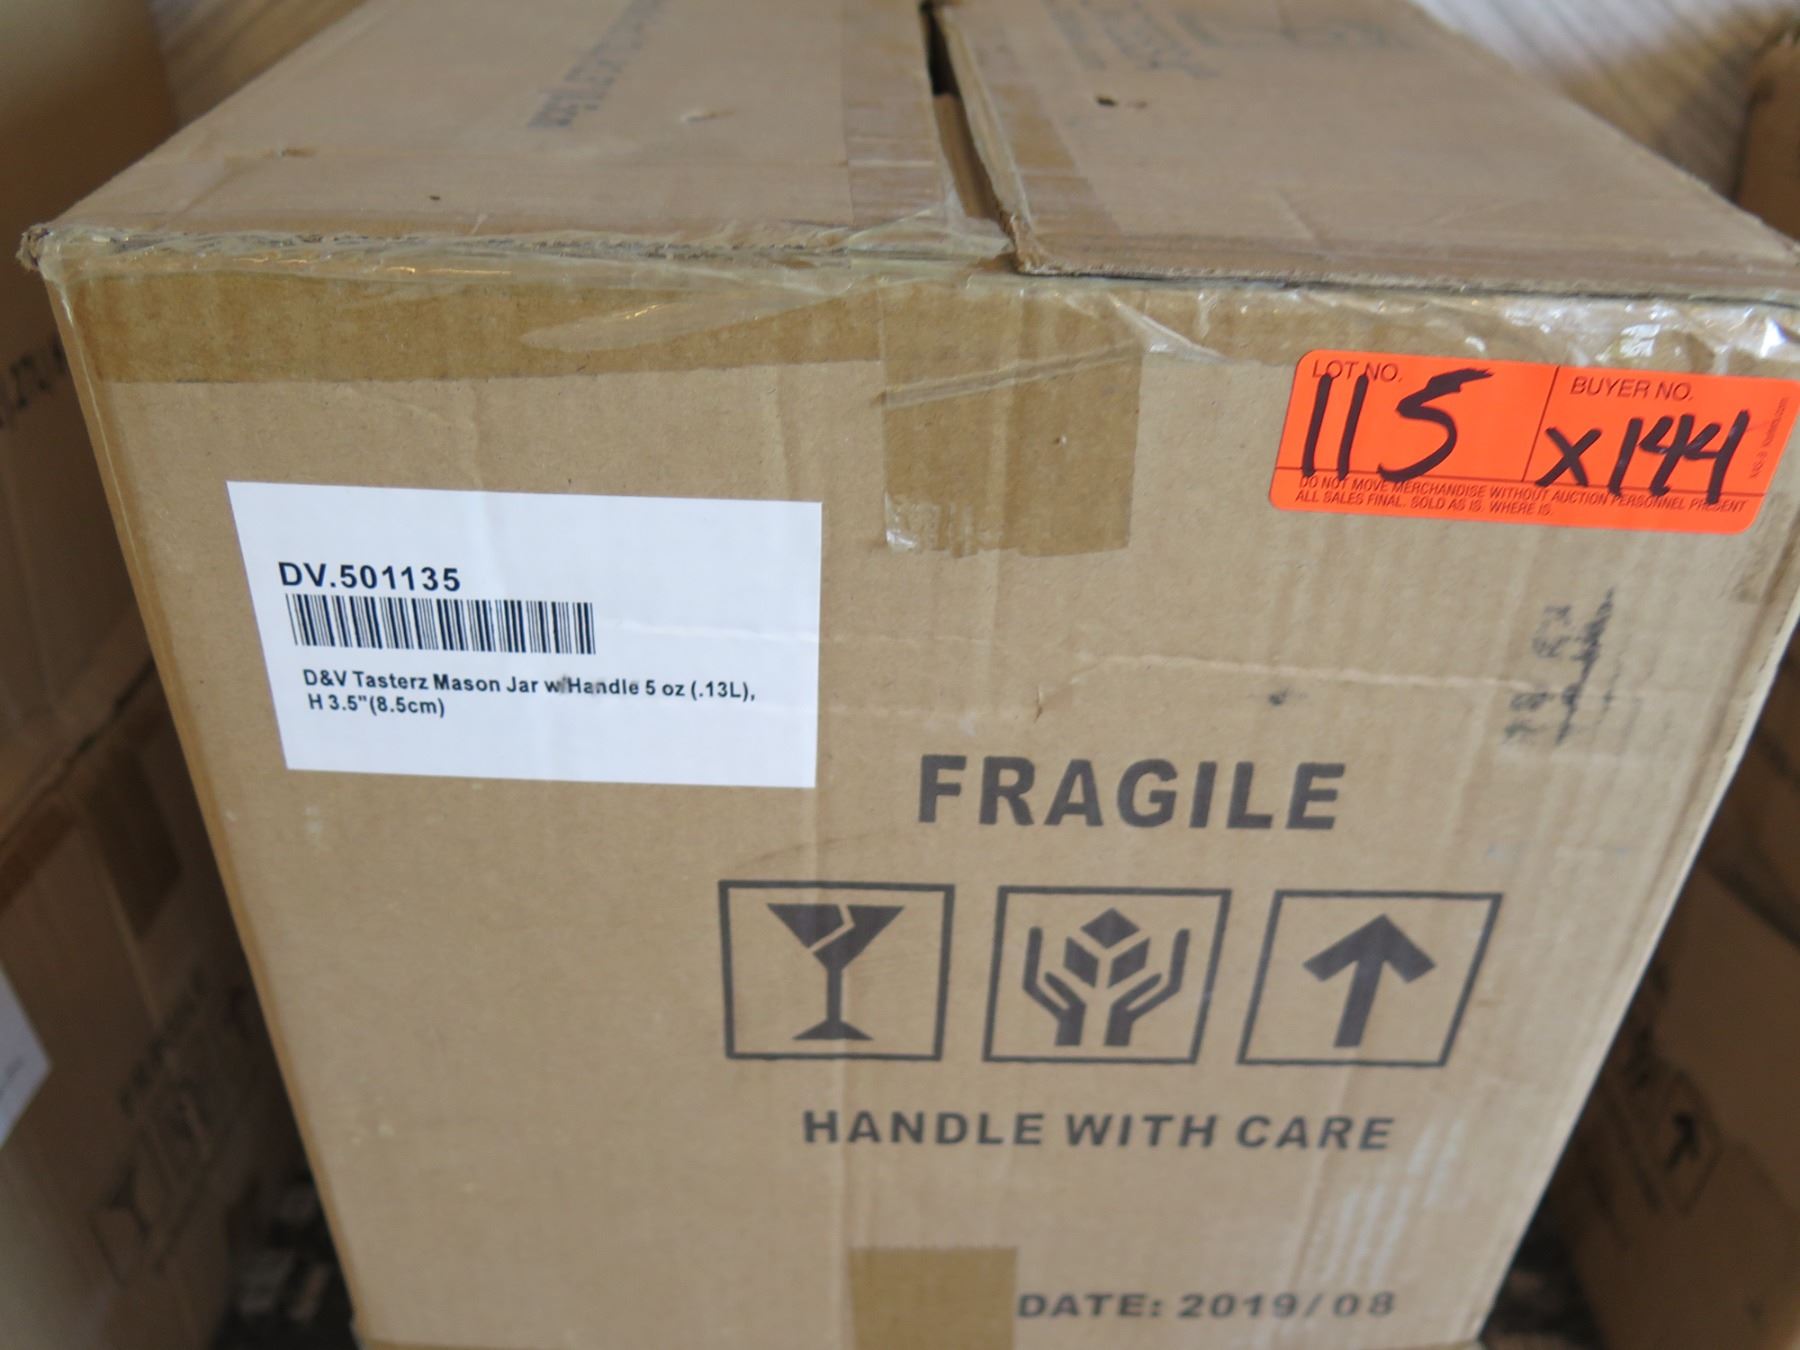 LOT NO.
115
BUYER NO.
x144
DO NOT MOVE MERCHANDISE WITHOUT AUCTION PERSONNEL PRESENT
ALL SALES FINAL. SOLD AS IS. WHERE IS.
DV.501135
D&V Tasterz Mason Jar w/Handle 5 oz (.13L),
H 3.5"(8.5cm)
FRAGILE
HANDLE WITH CARE
DATE: 2019/08